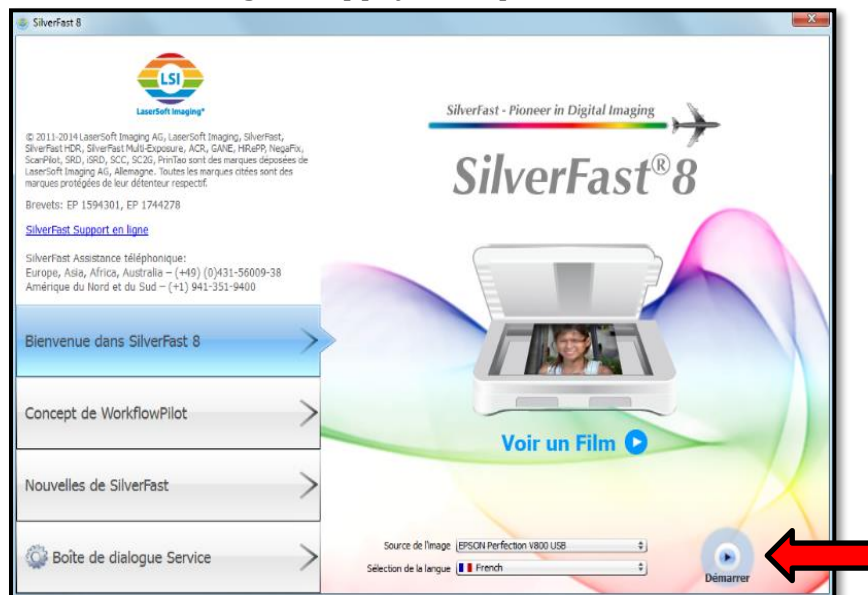 SilverFast 8
LSI
LaserSoft Imaging®
© 2011-2014 LaserSoft Imaging AG, LaserSoft Imaging, SilverFast,
SilverFast HDR, SilverFast Multi-Exposure, ACR, GANE, HiRePP, NegaFix,
ScanPilot, SRD, iSRD, SCC, SC2G, PrinTao sont des marques déposées de
LaserSoft Imaging AG, Allemagne. Toutes les marques citées sont des
marques protégées de leur détenteur respectif.
Brevets: EP 1594301, EP 1744278
SilverFast Support en ligne
SilverFast Assistance téléphonique:
Europe, Asia, Africa, Australia – (+49) (0)431-56009-38
Amérique du Nord et du Sud – (+1) 941-351-9400
Bienvenue dans SilverFast 8
Concept de WorkflowPilot
Nouvelles de SilverFast
Boîte de dialogue Service
SilverFast - Pioneer in Digital Imaging
SilverFast®8
Voir un Film
Source de l'image EPSON Perfection V800 USB
Sélection de la langue French
Démarrer